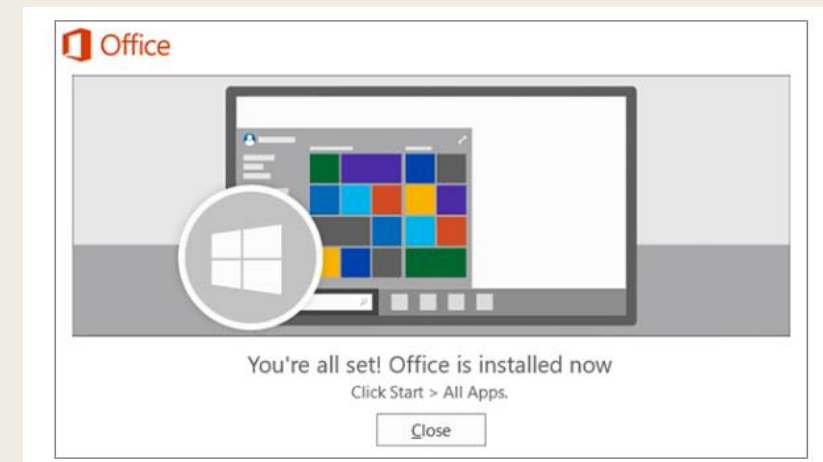 Office
You're all set! Office is installed now
Click Start > All Apps.
Close